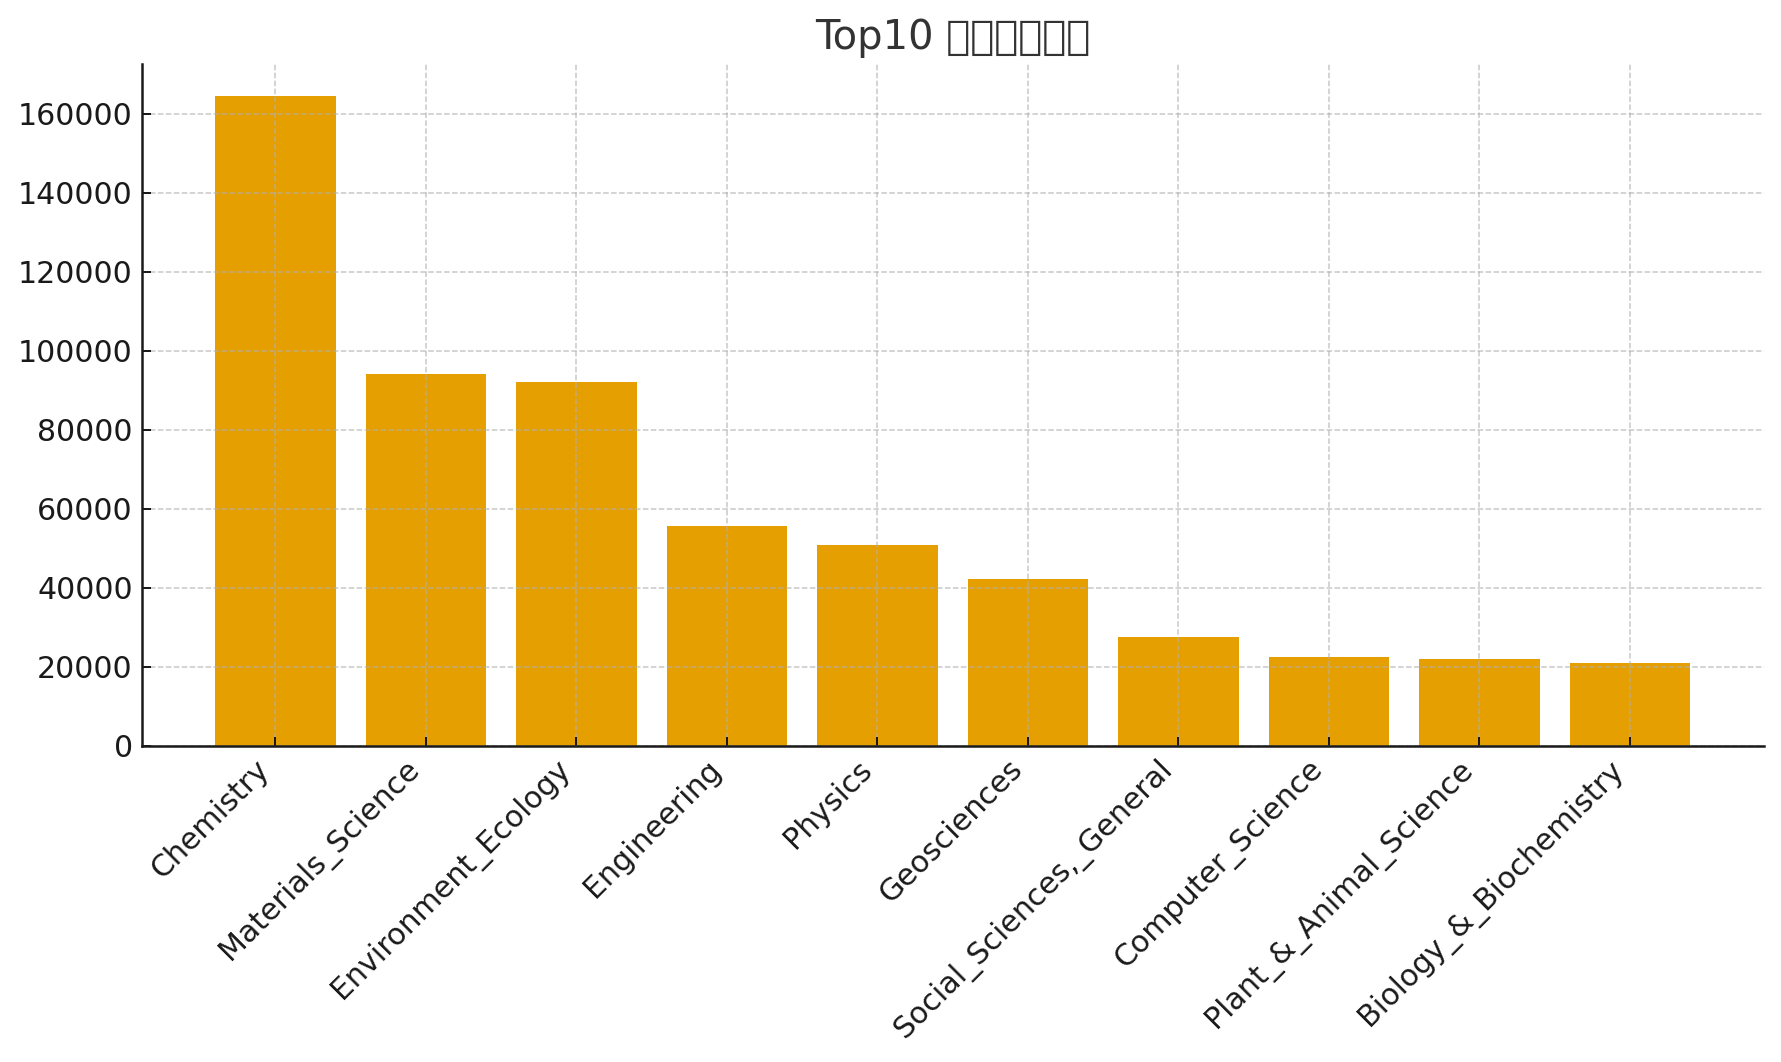 Top10
160000
140000
120000
100000
80000
60000
40000
20000
0
Chemistry
Materials_Science
Environment_Ecology
Engineering
Physics
Geosciences
Social_Sciences,_General
Computer_Science
Plant_&_Animal_Science
Biology_&_Biochemistry